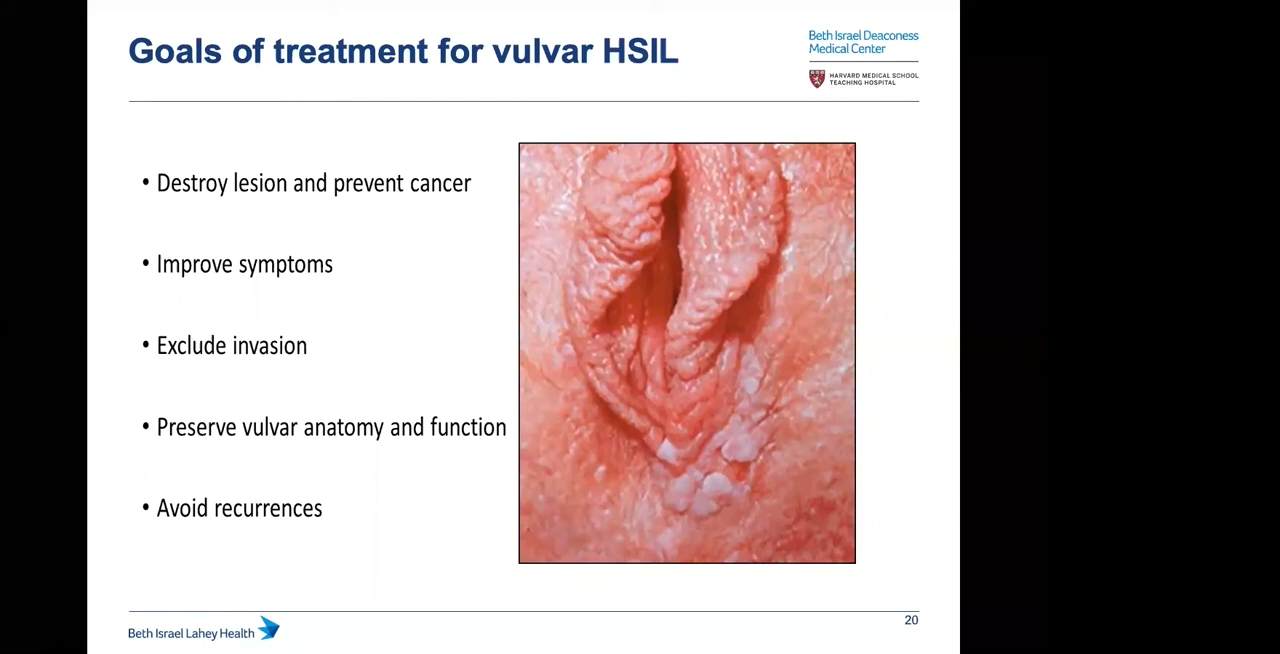 Goals of treatment for vulvar HSIL
Beth Israel Deaconess
Medical Center
HARVARD MEDICAL SCHOOL
TEACHING HOSPITAL
• Destroy lesion and prevent cancer
• Improve symptoms
• Exclude invasion
• Preserve vulvar anatomy and function
• Avoid recurrences
Beth Israel Lahey Health
20